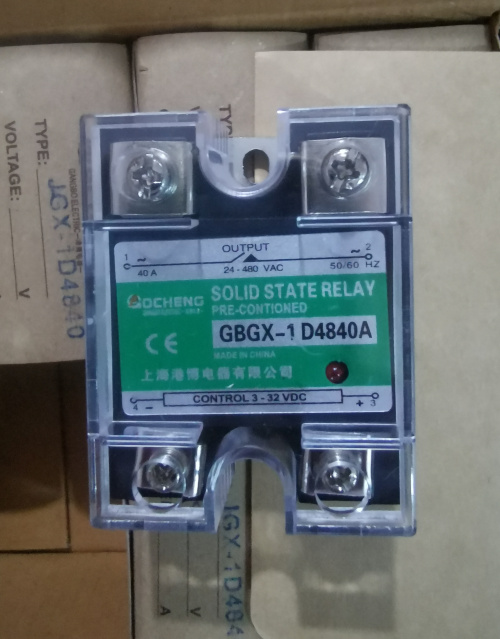 TYPE:
VOLTAGE:
V
JGX-1D4840
OUTPUT
1 ~
~ 2
40 A
24 - 480 VAC
50/60 HZ
BOCHENG
SOLID STATE RELAY
PRE-CONTIONED
GBGX-1 D4840A
CE
MADE IN CHINA
上海港博电器有限公司
CONTROL 3 - 32 VDC
4 -
+ 3
JGX-1D484
A
V